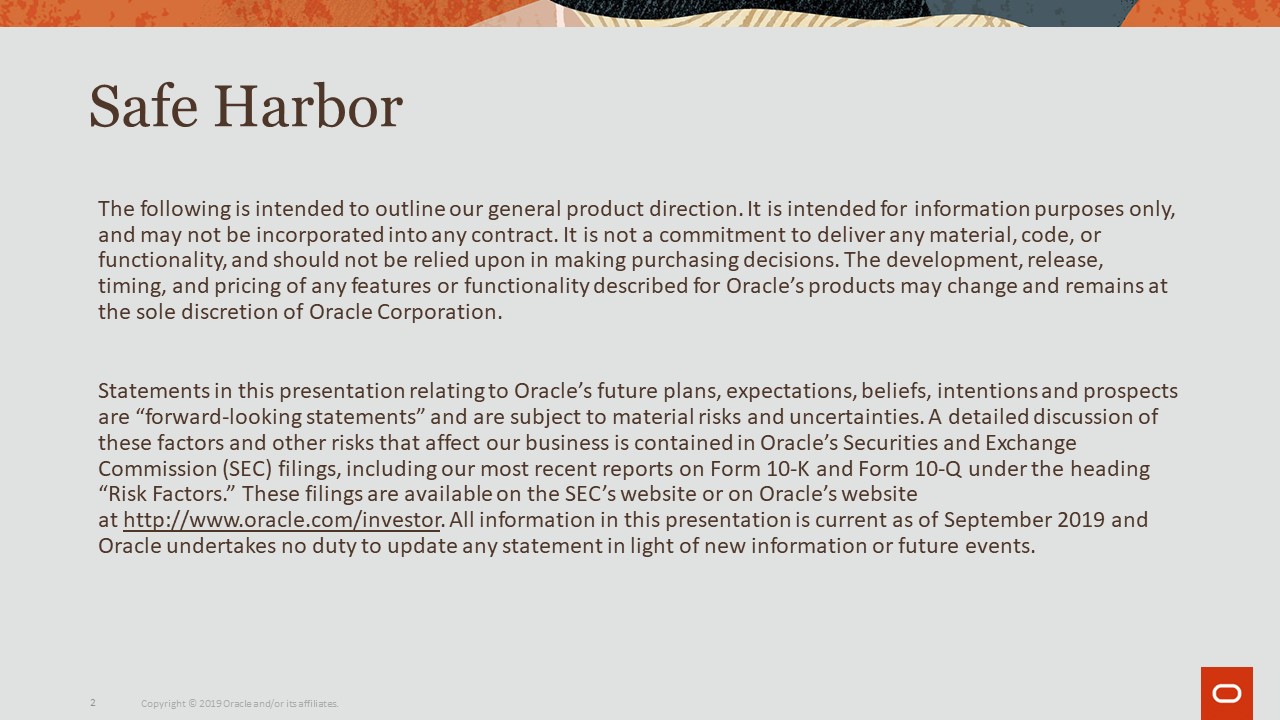 Safe Harbor
The following is intended to outline our general product direction. It is intended for information purposes only,
and may not be incorporated into any contract. It is not a commitment to deliver any material, code, or
functionality, and should not be relied upon in making purchasing decisions. The development, release,
timing, and pricing of any features or functionality described for Oracle’s products may change and remains at
the sole discretion of Oracle Corporation.
Statements in this presentation relating to Oracle’s future plans, expectations, beliefs, intentions and prospects
are “forward-looking statements” and are subject to material risks and uncertainties. A detailed discussion of
these factors and other risks that affect our business is contained in Oracle’s Securities and Exchange
Commission (SEC) filings, including our most recent reports on Form 10-K and Form 10-Q under the heading
“Risk Factors.” These filings are available on the SEC’s website or on Oracle’s website
at http://www.oracle.com/investor. All information in this presentation is current as of September 2019 and
Oracle undertakes no duty to update any statement in light of new information or future events.
2 Copyright © 2019 Oracle and/or its affiliates.